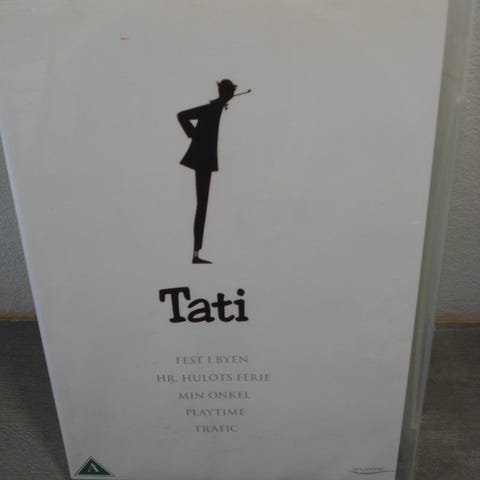 Tati
FEST I BYEN
HR. HULOTS FERIE
MIN ONKEL
PLAYTIME
TRAFIC
A